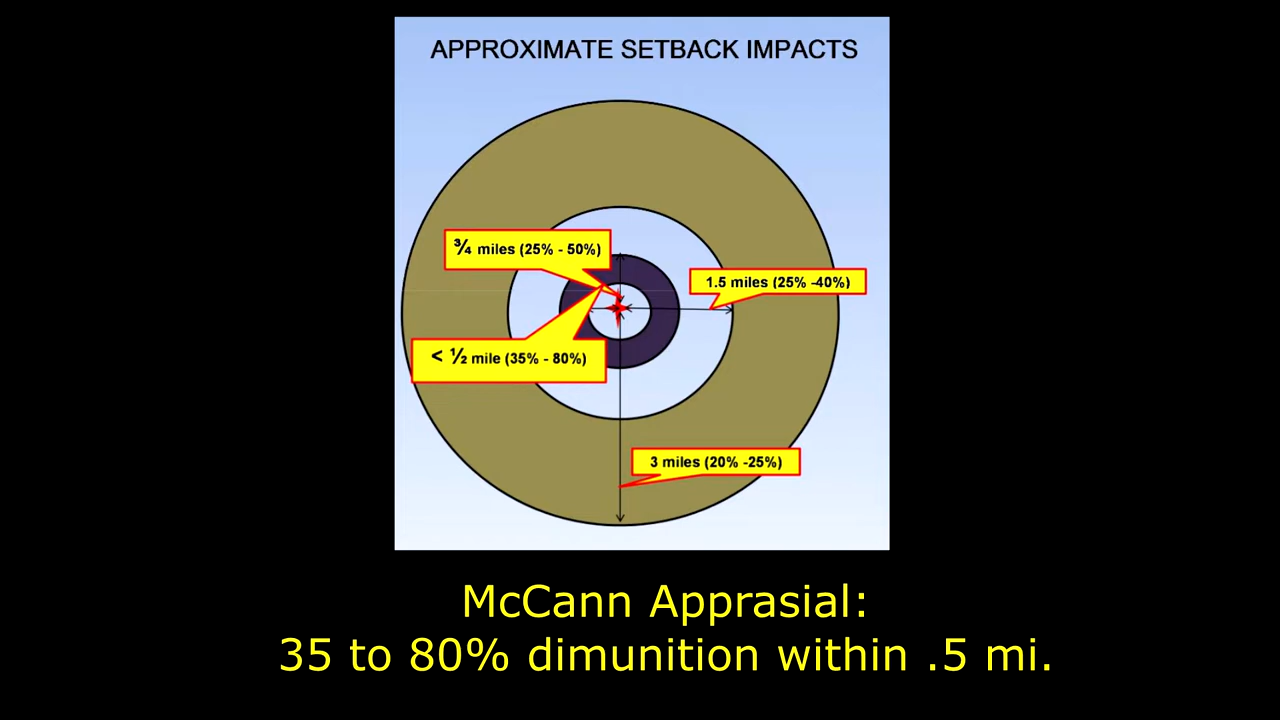 APPROXIMATE SETBACK IMPACTS
¾ miles (25% - 50%)
1.5 miles (25% -40%)
< ½ mile (35% - 80%)
3 miles (20% -25%)
McCann Apprasial:
35 to 80% dimunition within .5 mi.